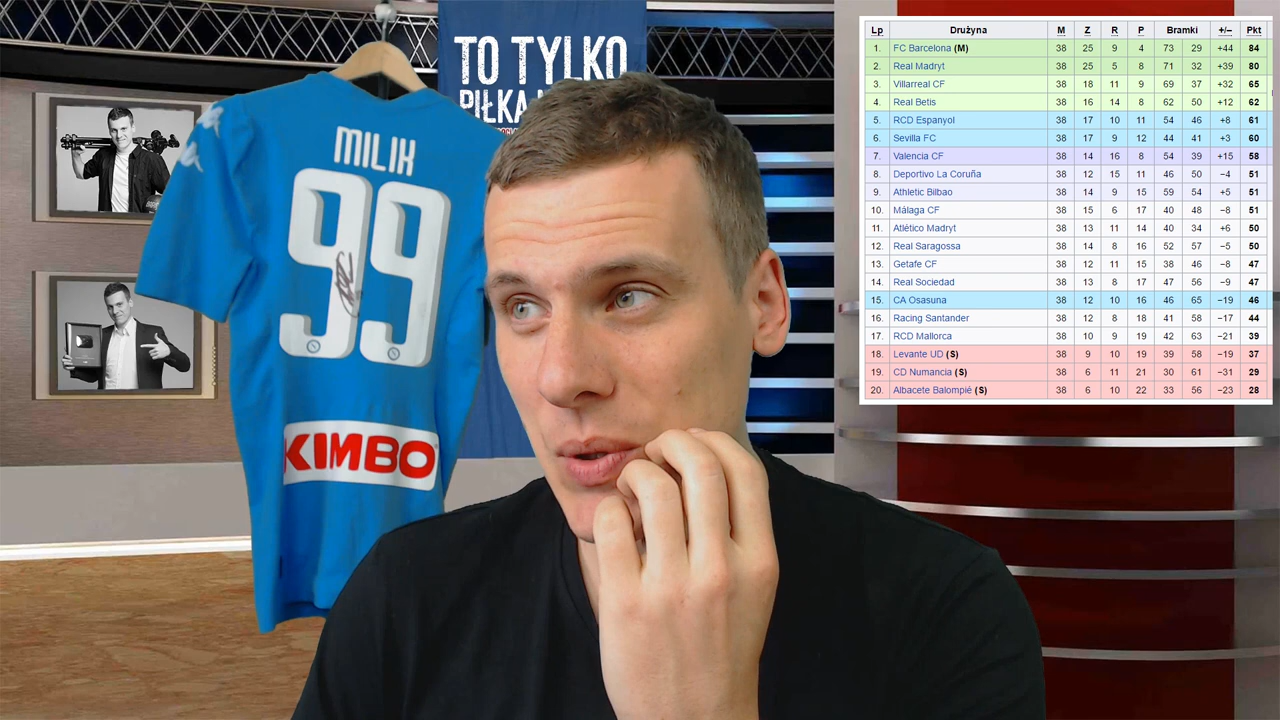 TO TYLKO
PIŁKA
MILIK
99
KIMBO
Lp Drużyna M Z R P Bramki +/− Pkt
1. FC Barcelona (M) 38 25 9 4 73 29 +44 84
2. Real Madryt 38 25 5 8 71 32 +39 80
3. Villarreal CF 38 18 11 9 69 37 +32 65
4. Real Betis 38 16 14 8 62 50 +12 62
5. RCD Espanyol 38 17 10 11 54 46 +8 61
6. Sevilla FC 38 17 9 12 44 41 +3 60
7. Valencia CF 38 14 16 8 54 39 +15 58
8. Deportivo La Coruña 38 12 15 11 46 50 −4 51
9. Athletic Bilbao 38 14 9 15 59 54 +5 51
10. Málaga CF 38 15 6 17 40 48 −8 51
11. Atlético Madryt 38 13 11 14 40 34 +6 50
12. Real Saragossa 38 14 8 16 52 57 −5 50
13. Getafe CF 38 12 11 15 38 46 −8 47
14. Real Sociedad 38 13 8 17 47 56 −9 47
15. CA Osasuna 38 12 10 16 46 65 −19 46
16. Racing Santander 38 12 8 18 41 58 −17 44
17. RCD Mallorca 38 10 9 19 42 63 −21 39
18. Levante UD (S) 38 9 10 19 39 58 −19 37
19. CD Numancia (S) 38 6 11 21 30 61 −31 29
20. Albacete Balompié (S) 38 6 10 22 33 56 −23 28